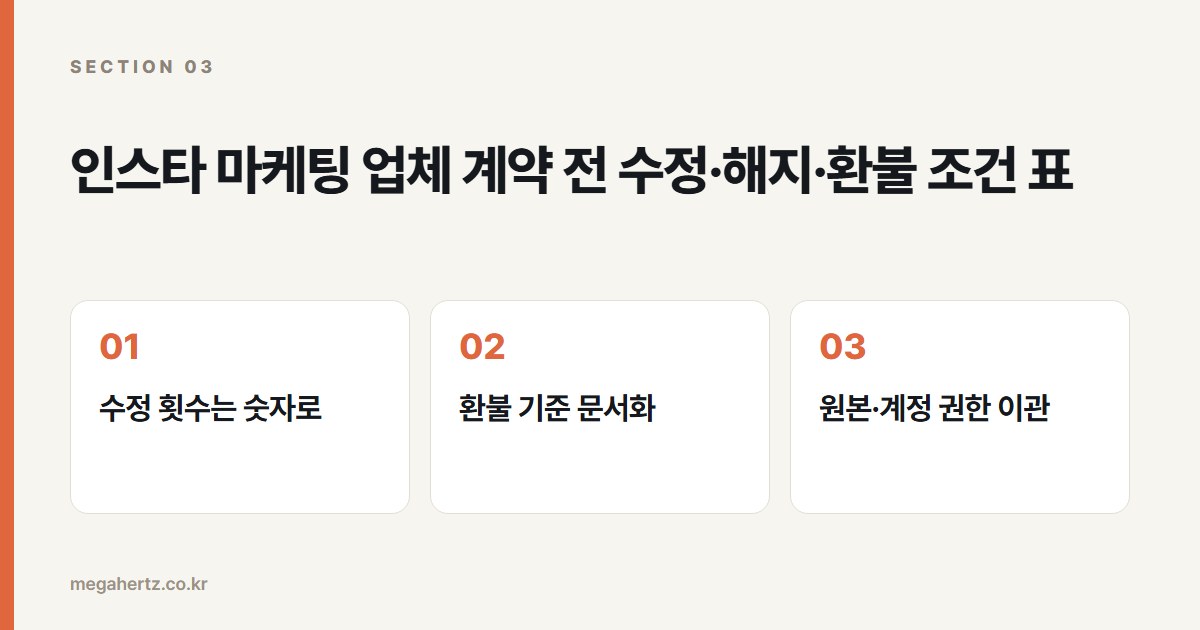 SECTION 03
인스타 마케팅 업체 계약 전 수정·해지·환불 조건 표
01
수정 횟수는 숫자로
02
환불 기준 문서화
03
원본·계정 권한 이관
megahertz.co.kr